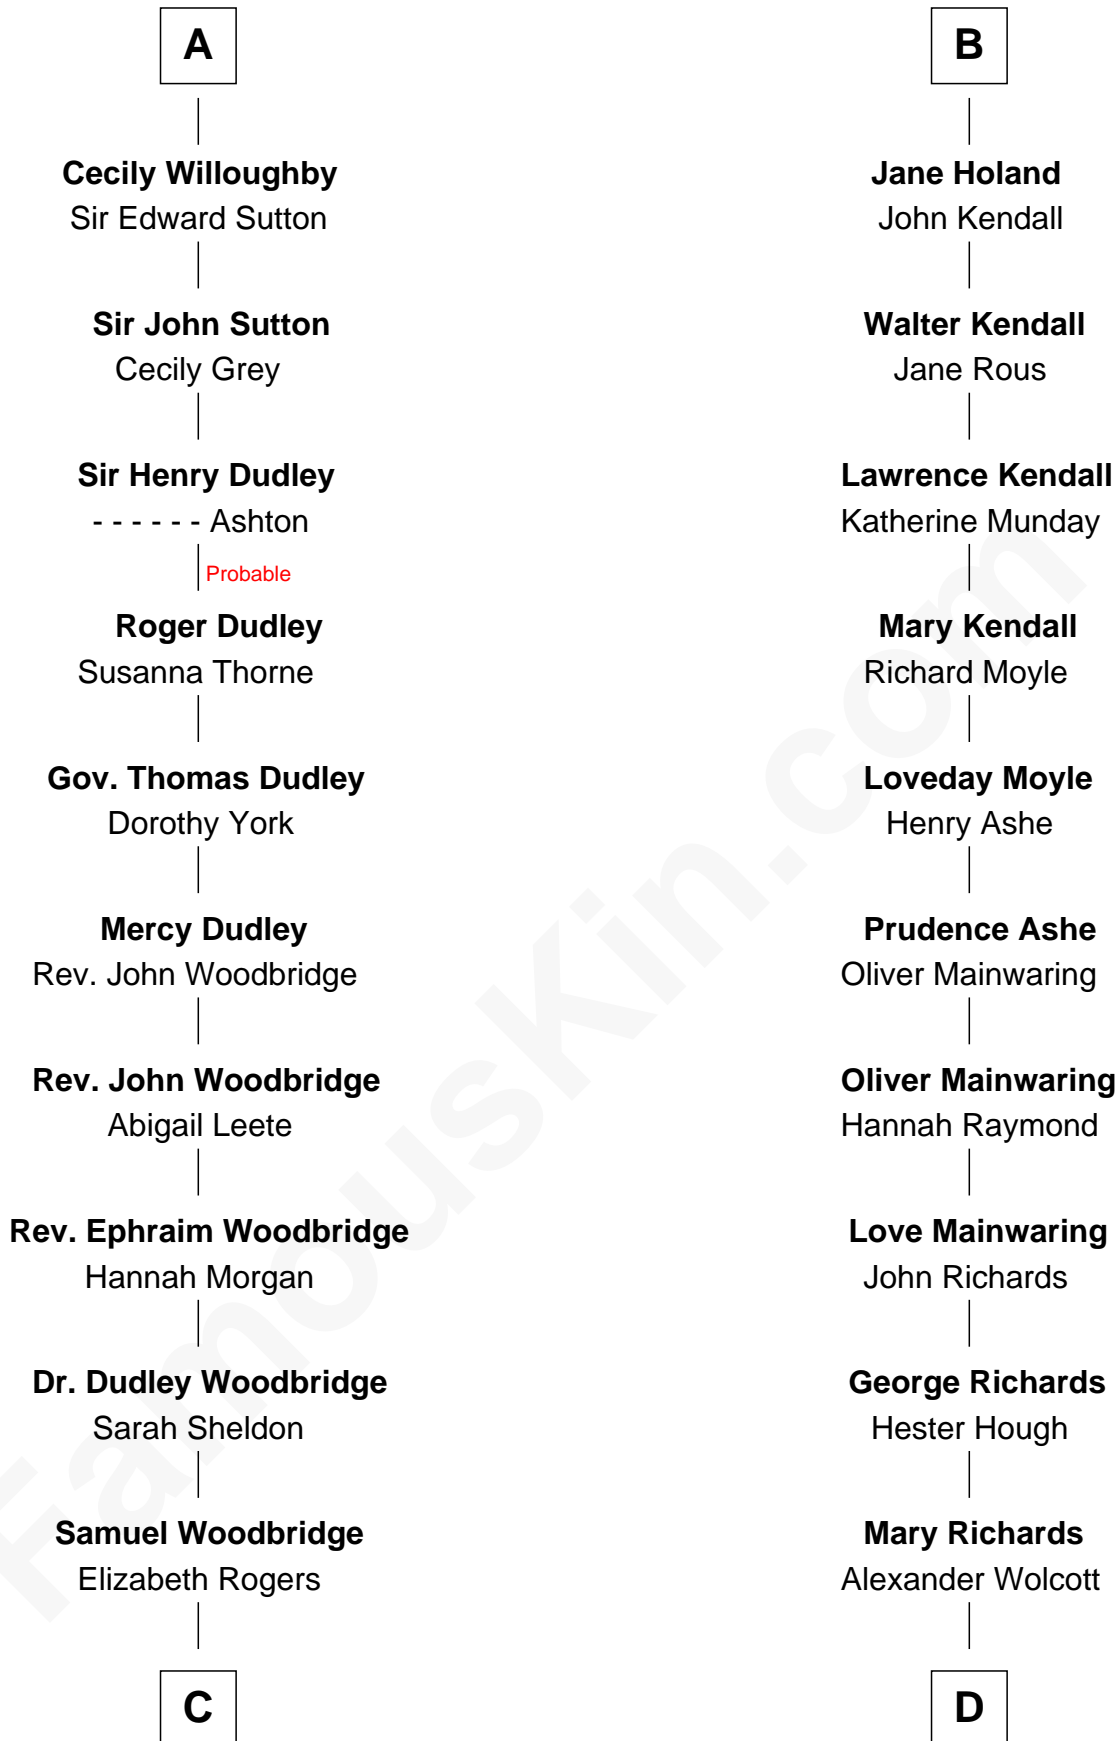 A
Cecily Willoughby
Sir Edward Sutton
Sir John Sutton
Cecily Grey
Sir Henry Dudley
- - - - - - Ashton
Probable
Roger Dudley
Susanna Thorne
Gov. Thomas Dudley
Dorothy York
Mercy Dudley
Rev. John Woodbridge
Rev. John Woodbridge
Abigail Leete
Rev. Ephraim Woodbridge
Hannah Morgan
Dr. Dudley Woodbridge
Sarah Sheldon
Samuel Woodbridge
Elizabeth Rogers
C
B
Jane Holand
John Kendall
Walter Kendall
Jane Rous
Lawrence Kendall
Katherine Munday
Mary Kendall
Richard Moyle
Loveday Moyle
Henry Ashe
Prudence Ashe
Oliver Mainwaring
Oliver Mainwaring
Hannah Raymond
Love Mainwaring
John Richards
George Richards
Hester Hough
Mary Richards
Alexander Wolcott
D
FamousKin.com